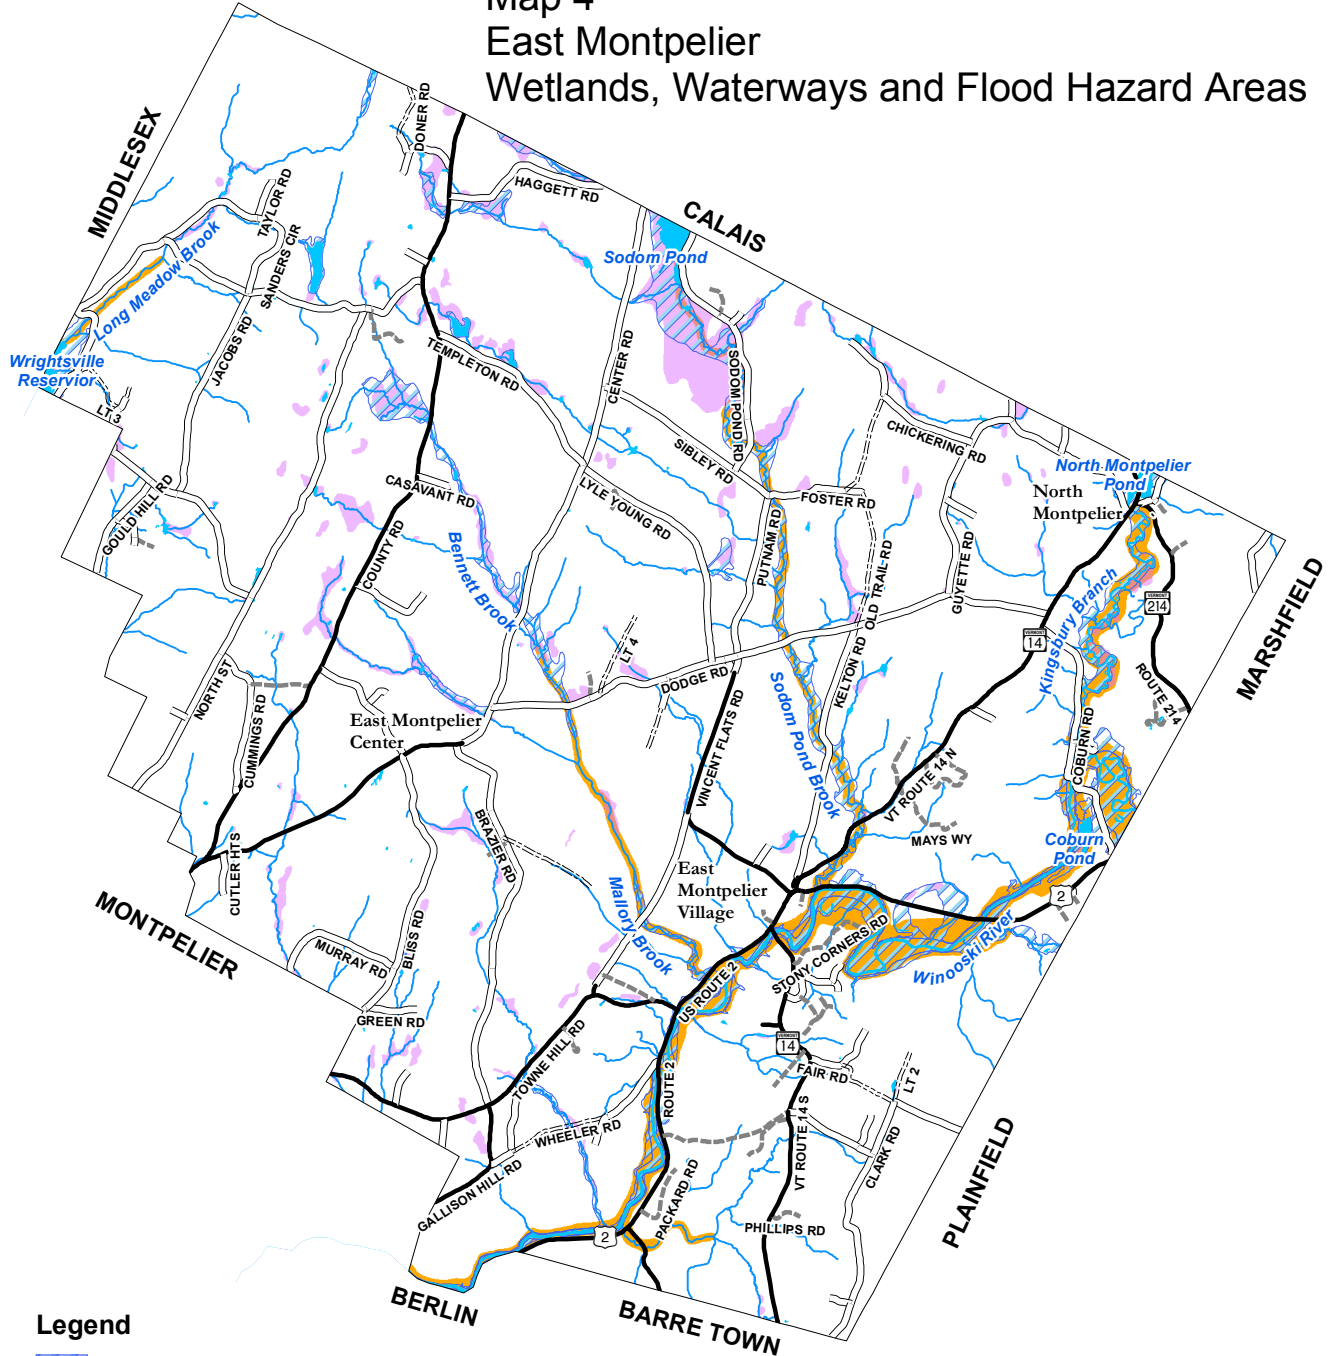 Map 4
East Montpelier
Wetlands, Waterways and Flood Hazard Areas
MIDDLESEX
DONER RD
HAGGETT RD
CALAIS
TAYLOR RD
SANDERS CIR
Long Meadow Brook
Sodom Pond
Wrightsville
Reservior
JACOBS RD
LT 3
TEMPLETON RD
CENTER RD
SODOM POND RD
SIBLEY RD
CHICKERING RD
North Montpelier
Pond
North
Montpelier
CASAVANT RD
LYLE YOUNG RD
FOSTER RD
GOULD HILL RD
COUNTY RD
Bennett Brook
PUTNAM RD
OLD TRAIL RD
GUYETTE RD
Kingsbury Branch
VERMONT
214
VERMONT
14
MARSHFIELD
LT 4
DODGE RD
KELTON RD
ROUTE 214
NORTH ST
CUMMINGS RD
East Montpelier
Center
VINCENT FLATS RD
Sodom Pond Brook
COBURN RD
VT ROUTE 14 N
MAYS WY
Coburn
Pond
BRAZIER RD
CUTLER HTS
East
Montpelier
Village
2
MONTPELIER
Mallory Brook
BLISS RD
MURRAY RD
STONY CORNERS RD
Winooski River
US ROUTE 2
GREEN RD
TOWNE HILL RD
VERMONT
14
FAIR RD
LT 2
ROUTE 2
WHEELER RD
VT ROUTE 14 S
CLARK RD
PLAINFIELD
GALLISON HILL RD
PACKARD RD
PHILLIPS RD
2
BERLIN
BARRE TOWN
Legend